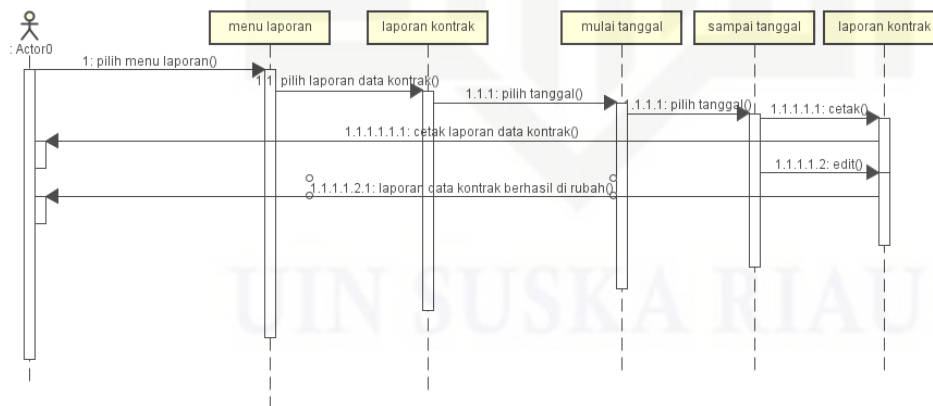 menu laporan
laporan kontrak
mulai tanggal
sampai tanggal
laporan kontrak
: Actor0
1: pilih menu laporan()
1.1: pilih laporan data kontrak()
1.1.1: pilih tanggal()
1.1.1.1: pilih tanggal()
1.1.1.1.1: cetak()
1.1.1.1.1.1: cetak laporan data kontrak()
1.1.1.1.2: edit()
1.1.1.1.2.1: laporan data kontrak berhasil di rubah()
UIN SUSKA RIAU